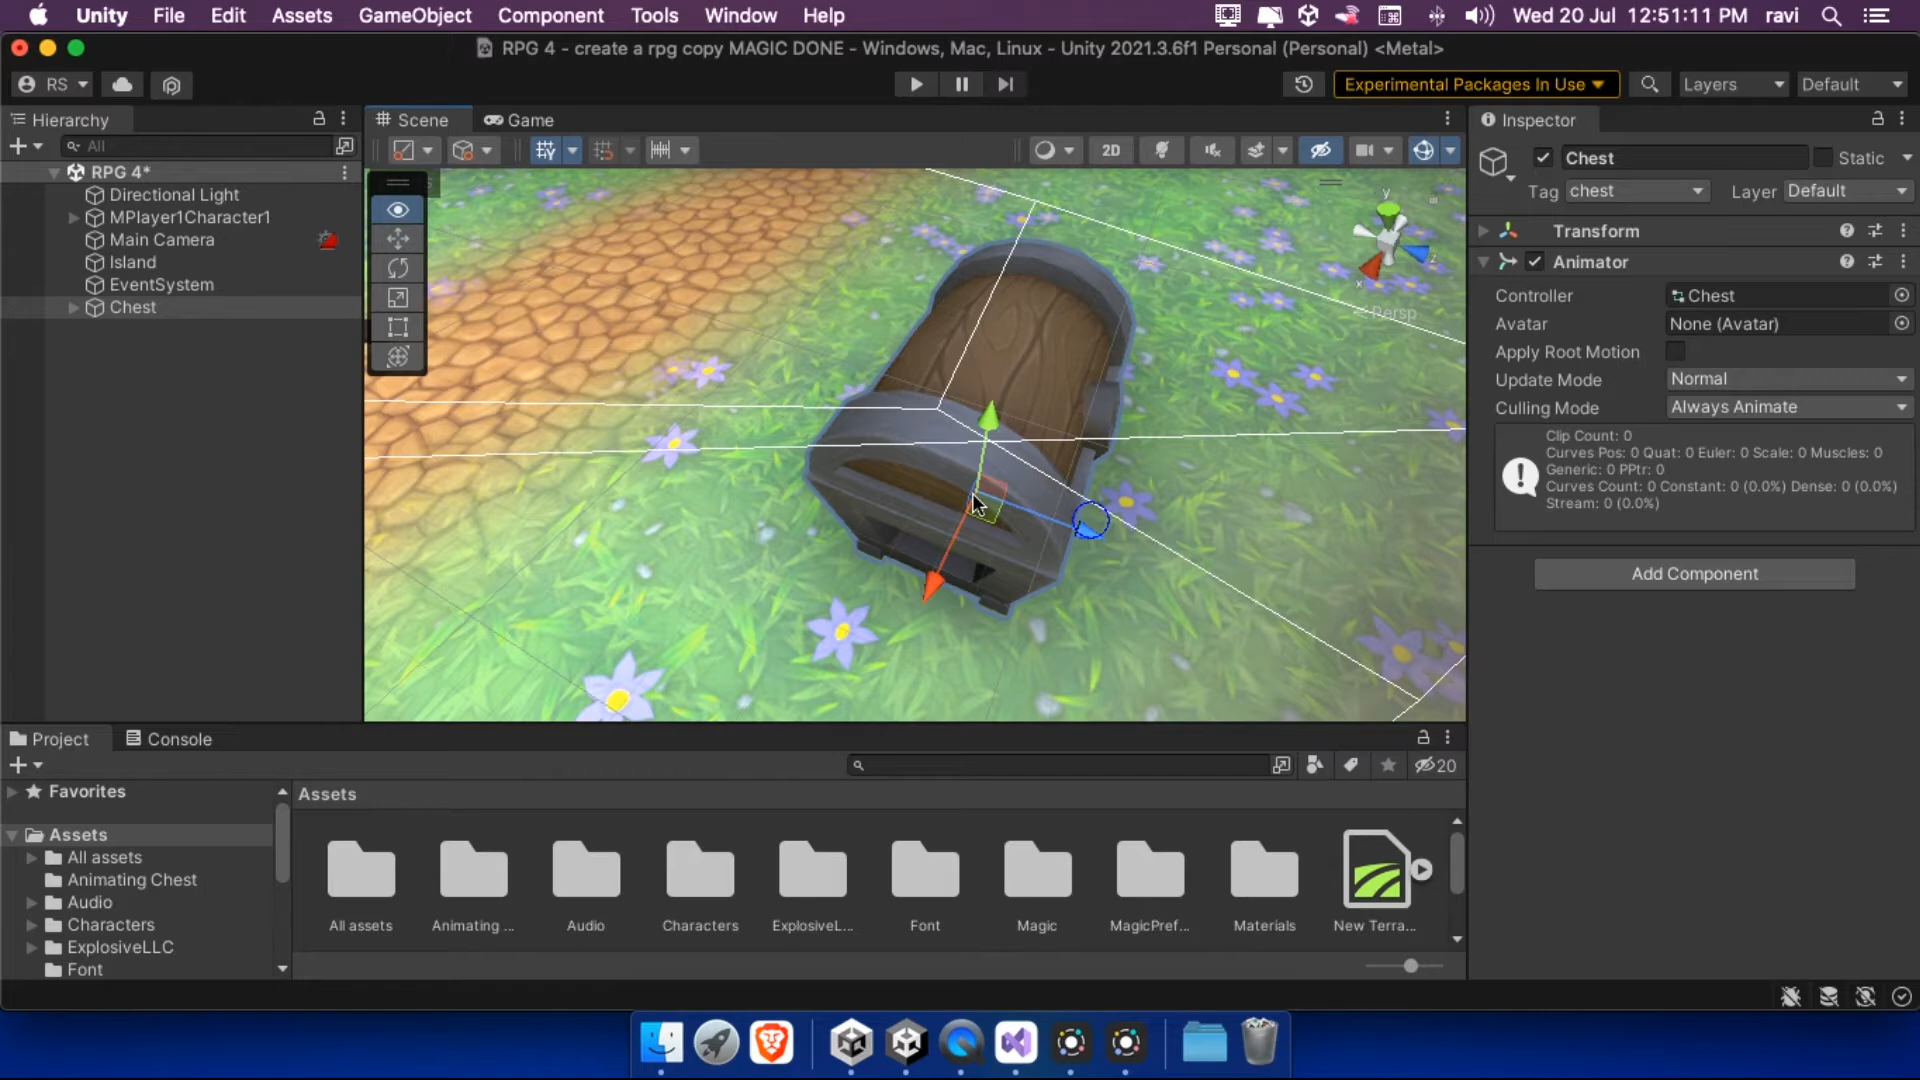 Unity File Edit Assets GameObject Component Tools Window Help Wed 20 Jul 12:51:11 PM ravi
RPG 4 - create a rpg copy MAGIC DONE - Windows, Mac, Linux - Unity 2021.3.6f1 Personal (Personal) <Metal>
RS Experimental Packages In Use Layers Default
Hierarchy Scene Game Inspector
All 2D Chest Static
Tag chest Layer Default
RPG 4*
Directional Light
MPlayer1Character1
Main Camera
Island
EventSystem
Chest
y
z
x
Persp
Transform
Animator
Controller Chest
Avatar None (Avatar)
Apply Root Motion
Update Mode Normal
Culling Mode Always Animate
Clip Count: 0
Curves Pos: 0 Quat: 0 Euler: 0 Scale: 0 Muscles: 0
Generic: 0 PPtr: 0
Curves Count: 0 Constant: 0 (0.0%) Dense: 0 (0.0%)
Stream: 0 (0.0%)
Add Component
Project Console
20
Favorites
Assets
All assets
Animating Chest
Audio
Characters
ExplosiveLLC
Font
Assets
All assets Animating ... Audio Characters ExplosiveL... Font Magic MagicPref... Materials New Terra...